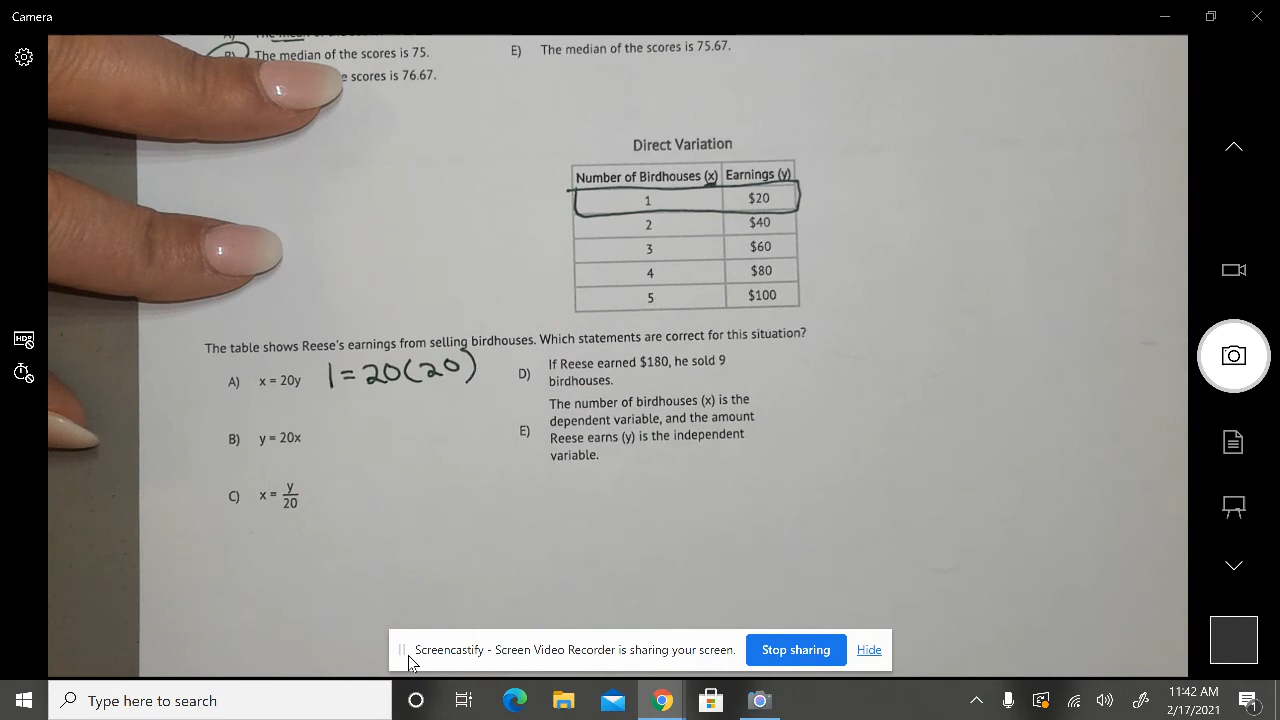 Camera
The median of the scores is 75.
E) The median of the scores is 75.67.
e scores is 76.67.
Direct Variation
Number of Birdhouses (x) Earnings (y)
1 $20
2 $40
3 $60
4 $80
5 $100
The table shows Reese's earnings from selling birdhouses. Which statements are correct for this situation?
A) x = 20y 1 = 20(20)
B) y = 20x
C) x = y/20
D) If Reese earned $180, he sold 9
birdhouses.
E) The number of birdhouses (x) is the
dependent variable, and the amount
Reese earns (y) is the independent
variable.
Screencastify - Screen Video Recorder is sharing your screen. Stop sharing Hide
Type here to search
11:42 AM
2/17/2021